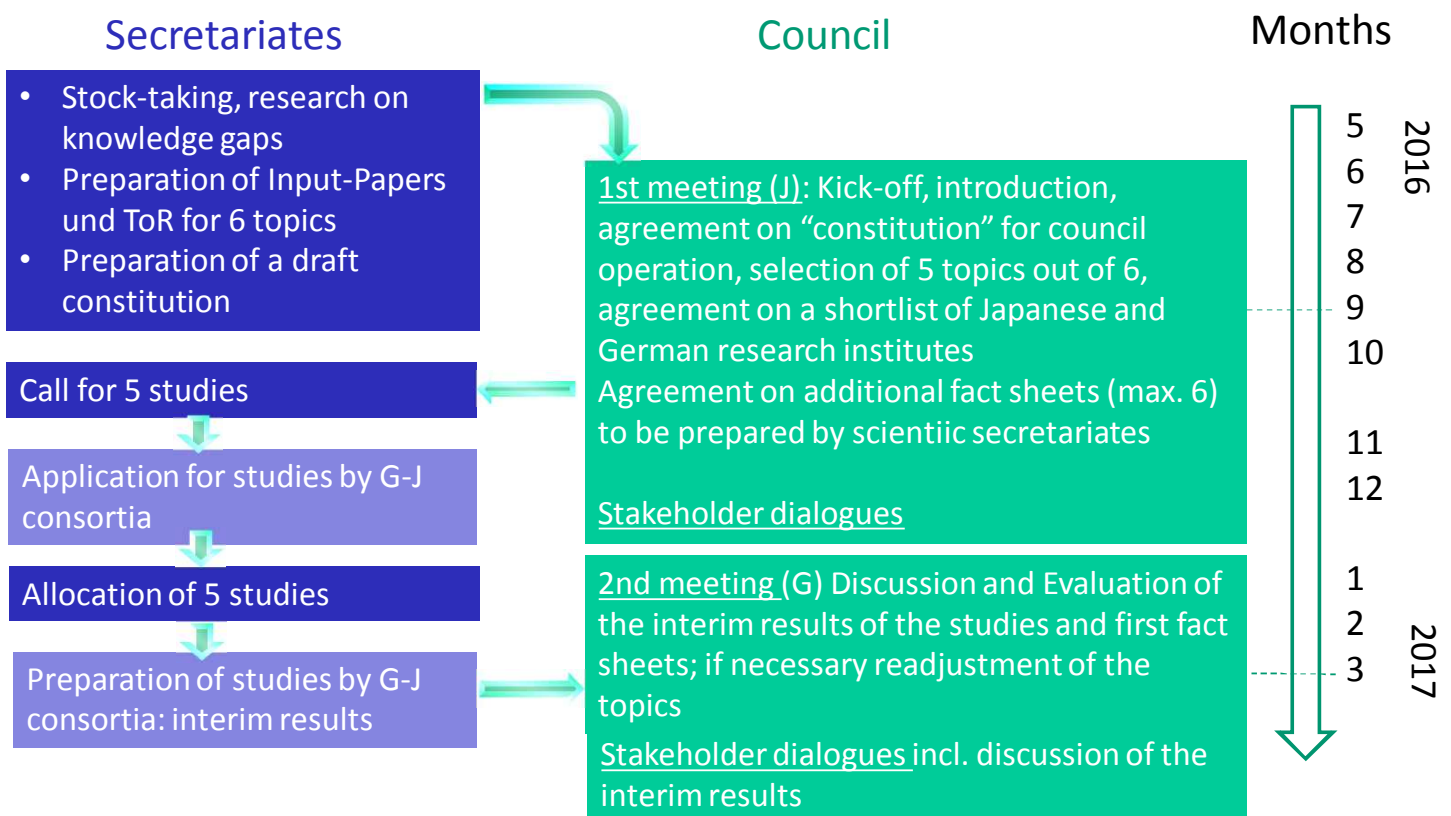 Secretariates
Council
Months
• Stock-taking, research on
knowledge gaps
• Preparation of Input-Papers
und ToR for 6 topics
• Preparation of a draft
constitution
Call for 5 studies
Application for studies by G-J
consortia
Allocation of 5 studies
Preparation of studies by G-J
consortia: interim results
1st meeting (J): Kick-off, introduction,
agreement on “constitution” for council
operation, selection of 5 topics out of 6,
agreement on a shortlist of Japanese and
German research institutes
Agreement on additional fact sheets (max. 6)
to be prepared by scientiic secretariates
Stakeholder dialogues
2nd meeting (G) Discussion and Evaluation of
the interim results of the studies and first fact
sheets; if necessary readjustment of the
topics
Stakeholder dialogues incl. discussion of the
interim results
5
6
7
8
9
10
11
12
2016
1
2
3
2017